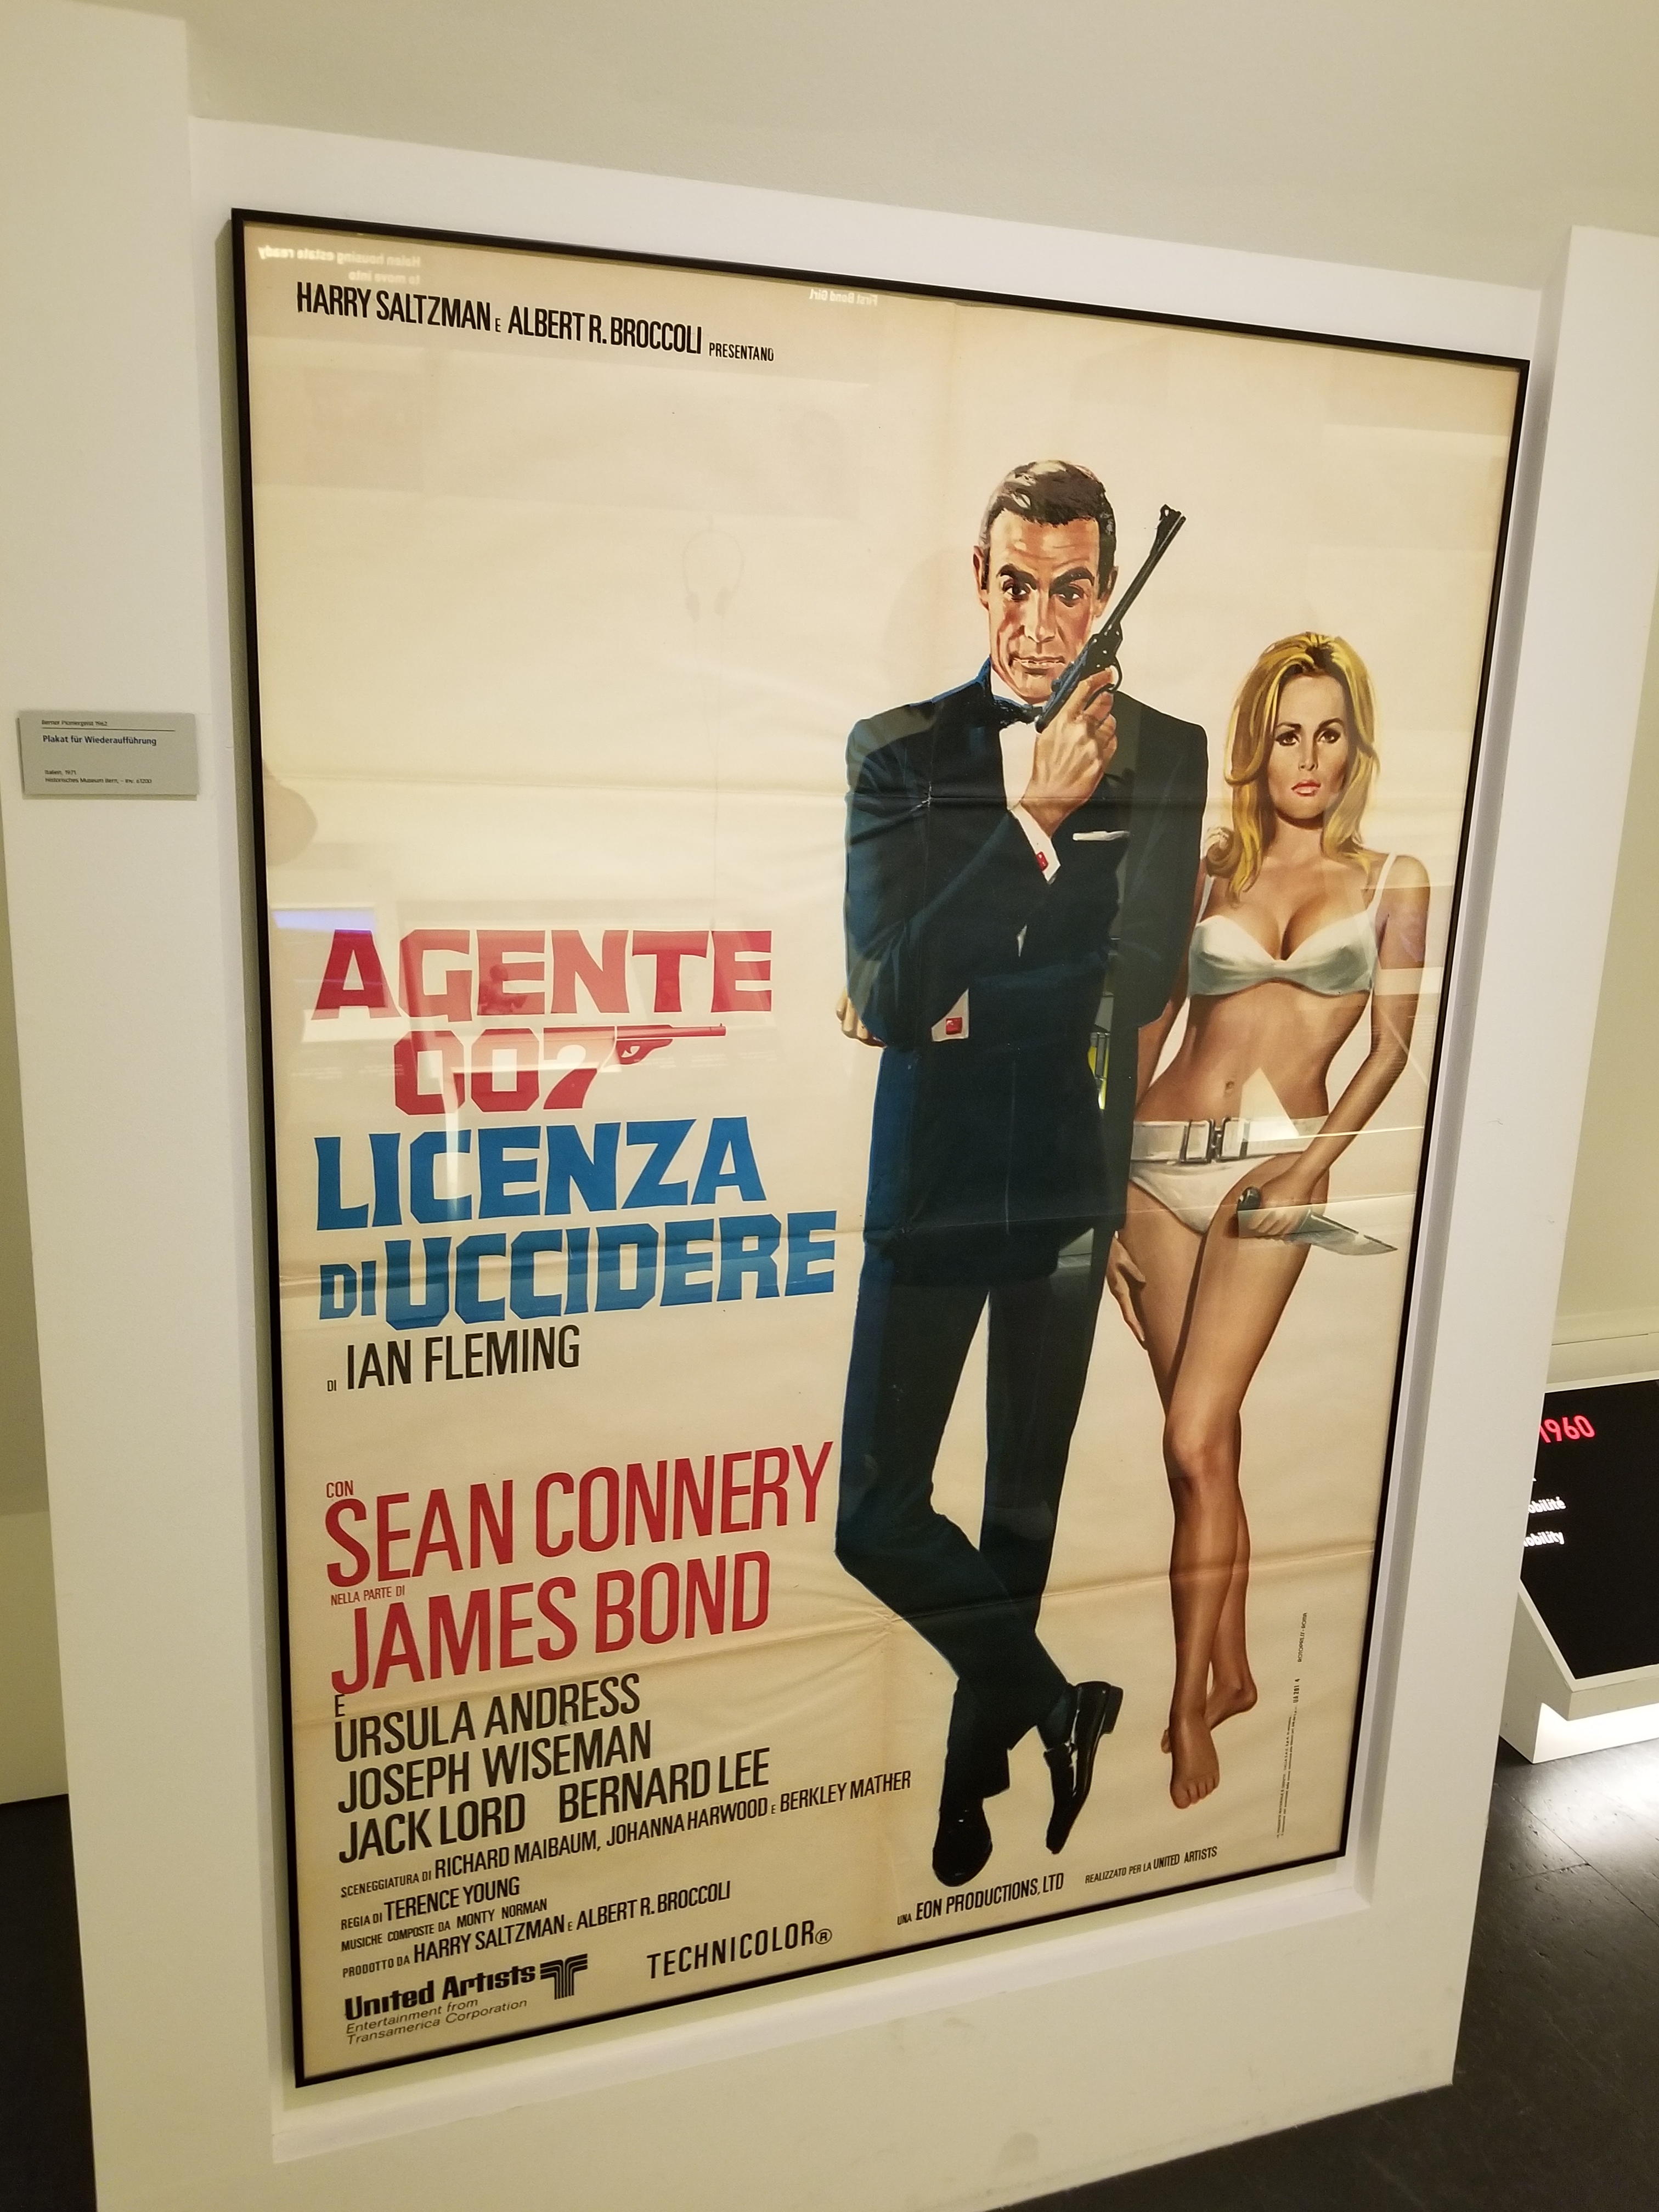 HARRY SALTZMAN E ALBERT R. BROCCOLI PRESENTANO
Plakat für Wiederaufführung
Italien, 1971
AGENTE
007
LICENZA
DI UCCIDERE
DI IAN FLEMING
CON
SEAN CONNERY
NELLA PARTE DI
JAMES BOND
E
URSULA ANDRESS
JOSEPH WISEMAN
JACK LORD BERNARD LEE
SCENEGGIATURA DI RICHARD MAIBAUM, JOHANNA HARWOOD E BERKLEY MATHER
REGIA DI TERENCE YOUNG
MUSICHE COMPOSTE DA MONTY NORMAN
PRODOTTO DA HARRY SALTZMAN E ALBERT R. BROCCOLI
UNA EON PRODUCTIONS, LTD REALIZZATO PER LA UNITED ARTISTS
United Artists
Entertainment from
Transamerica Corporation
TECHNICOLOR®
1960